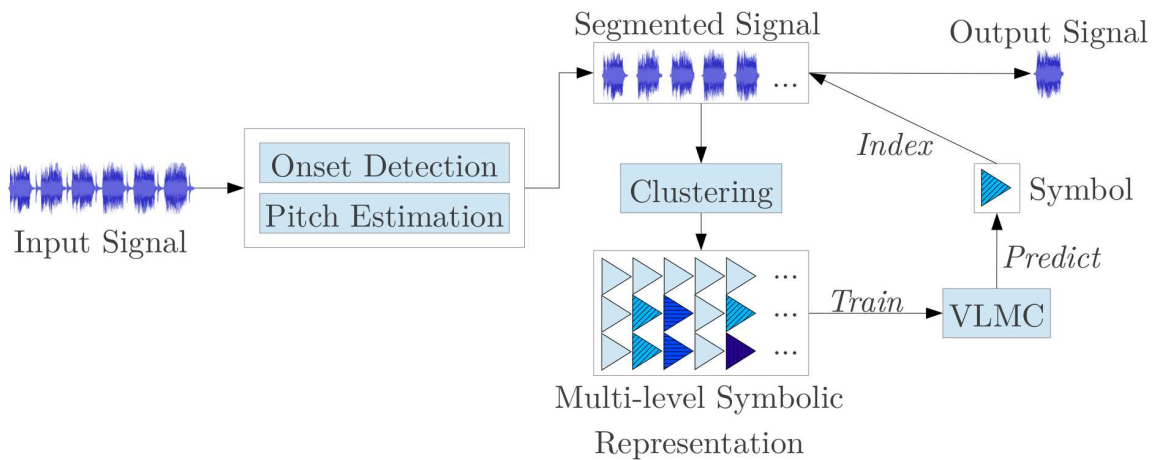 Segmented Signal
Output Signal
...
Index
Onset Detection
Pitch Estimation
Clustering
Symbol
Input Signal
Predict
...
...
...
Train
VLMC
Multi-level Symbolic
Representation